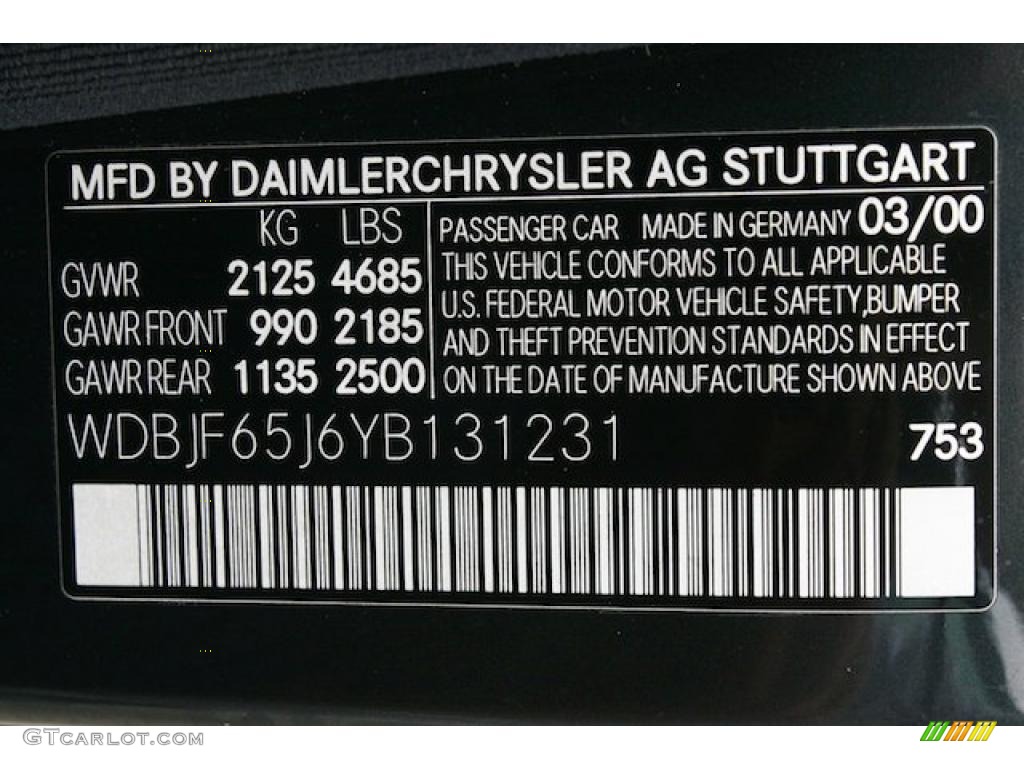 MFD BY DAIMLERCHRYSLER AG STUTTGART
KG LBS
GVWR 2125 4685
GAWR FRONT 990 2185
GAWR REAR 1135 2500
PASSENGER CAR MADE IN GERMANY 03/00
THIS VEHICLE CONFORMS TO ALL APPLICABLE
U.S. FEDERAL MOTOR VEHICLE SAFETY,BUMPER
AND THEFT PREVENTION STANDARDS IN EFFECT
ON THE DATE OF MANUFACTURE SHOWN ABOVE
WDBJF65J6YB131231 753
GTCarLot.com